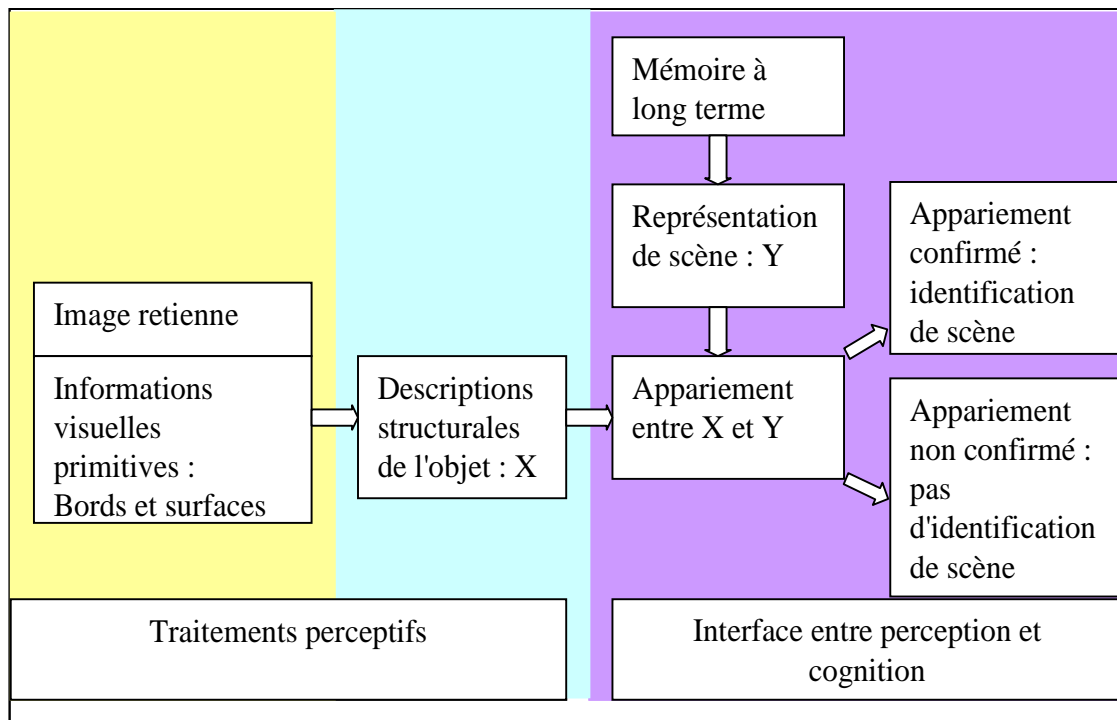 Mémoire à
long terme
Représentation
de scène : Y
Appariement
confirmé :
identification
de scène
Image retienne
Informations
visuelles
primitives :
Bords et surfaces
Descriptions
structurales
de l'objet : X
Appariement
entre X et Y
Appariement
non confirmé :
pas
d'identification
de scène
Traitements perceptifs
Interface entre perception et
cognition